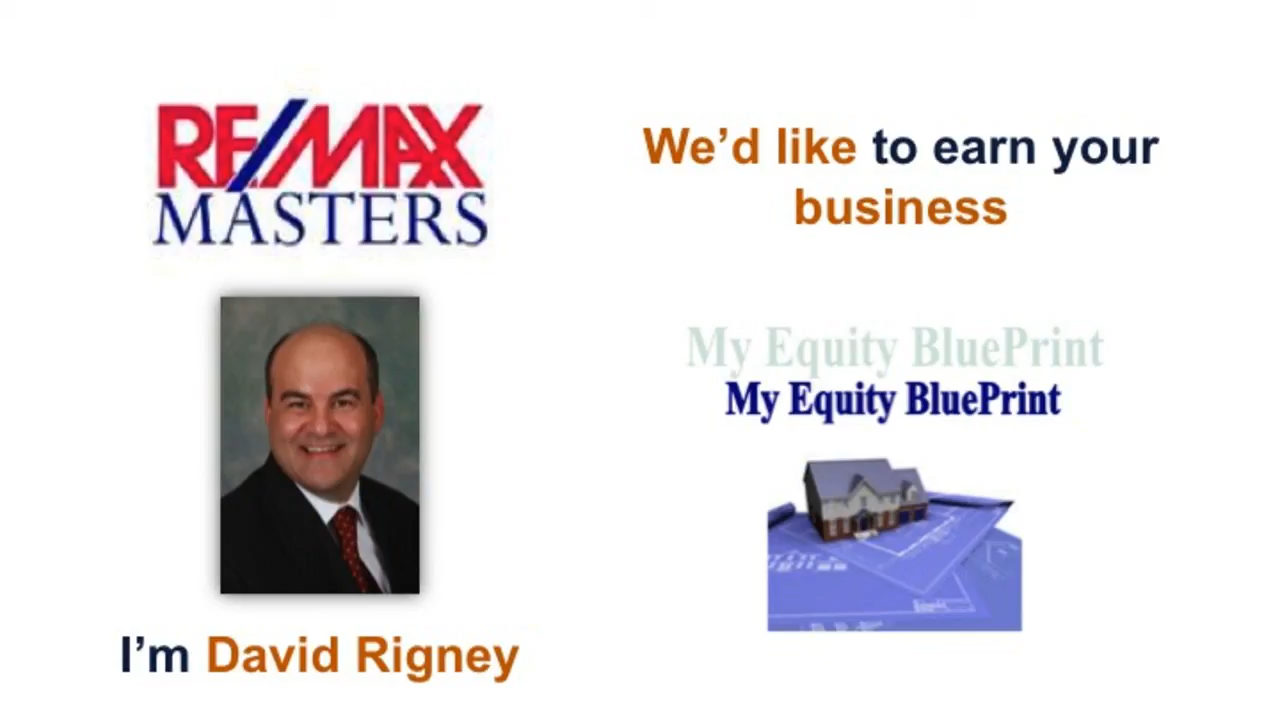 RE/MAX
MASTERS
I'm David Rigney
We'd like to earn your
business
My Equity BluePrint
My Equity BluePrint